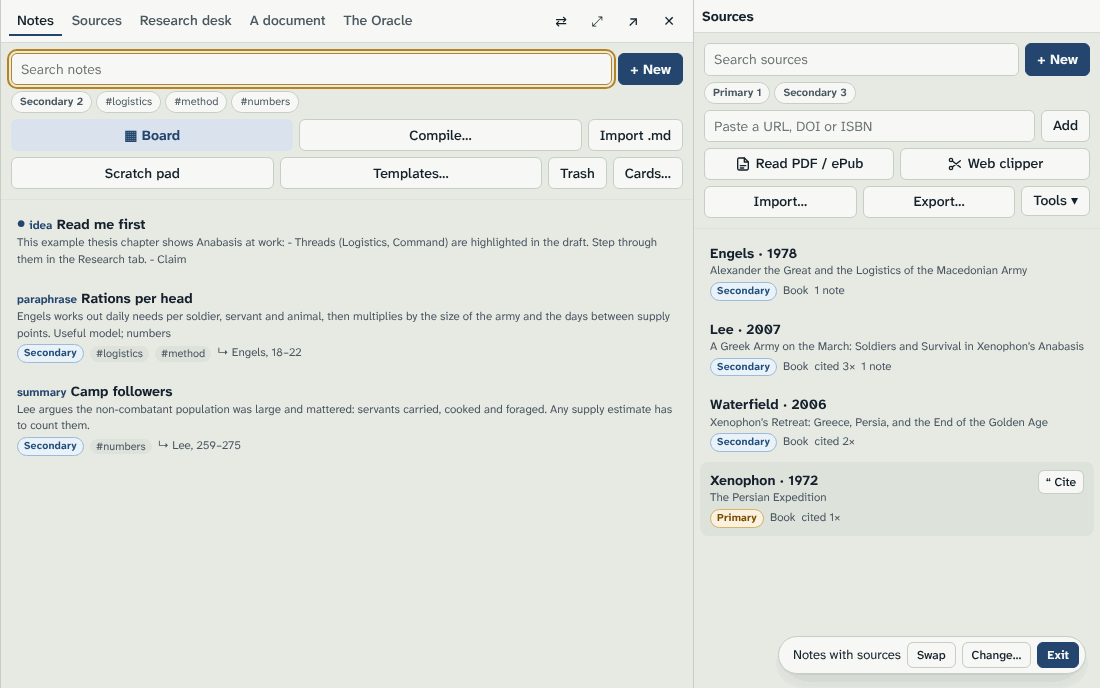 Notes Sources Research desk A document The Oracle
Search notes
+ New
Secondary 2 #logistics #method #numbers
Board Compile... Import .md
Scratch pad Templates... Trash Cards...
idea Read me first
This example thesis chapter shows Anabasis at work: - Threads (Logistics, Command) are highlighted in the draft. Step through
them in the Research tab. - Claim
paraphrase Rations per head
Engels works out daily needs per soldier, servant and animal, then multiplies by the size of the army and the days between supply
points. Useful model; numbers
Secondary #logistics #method ↪ Engels, 18–22
summary Camp followers
Lee argues the non-combatant population was large and mattered: servants carried, cooked and foraged. Any supply estimate has
to count them.
Secondary #numbers ↪ Lee, 259–275
Sources
Search sources
+ New
Primary 1 Secondary 3
Paste a URL, DOI or ISBN Add
Read PDF / ePub Web clipper
Import... Export... Tools ▾
Engels · 1978
Alexander the Great and the Logistics of the Macedonian Army
Secondary Book 1 note
Lee · 2007
A Greek Army on the March: Soldiers and Survival in Xenophon's Anabasis
Secondary Book cited 3× 1 note
Waterfield · 2006
Xenophon's Retreat: Greece, Persia, and the End of the Golden Age
Secondary Book cited 2×
Xenophon · 1972
“ Cite
The Persian Expedition
Primary Book cited 1×
Notes with sources Swap Change... Exit